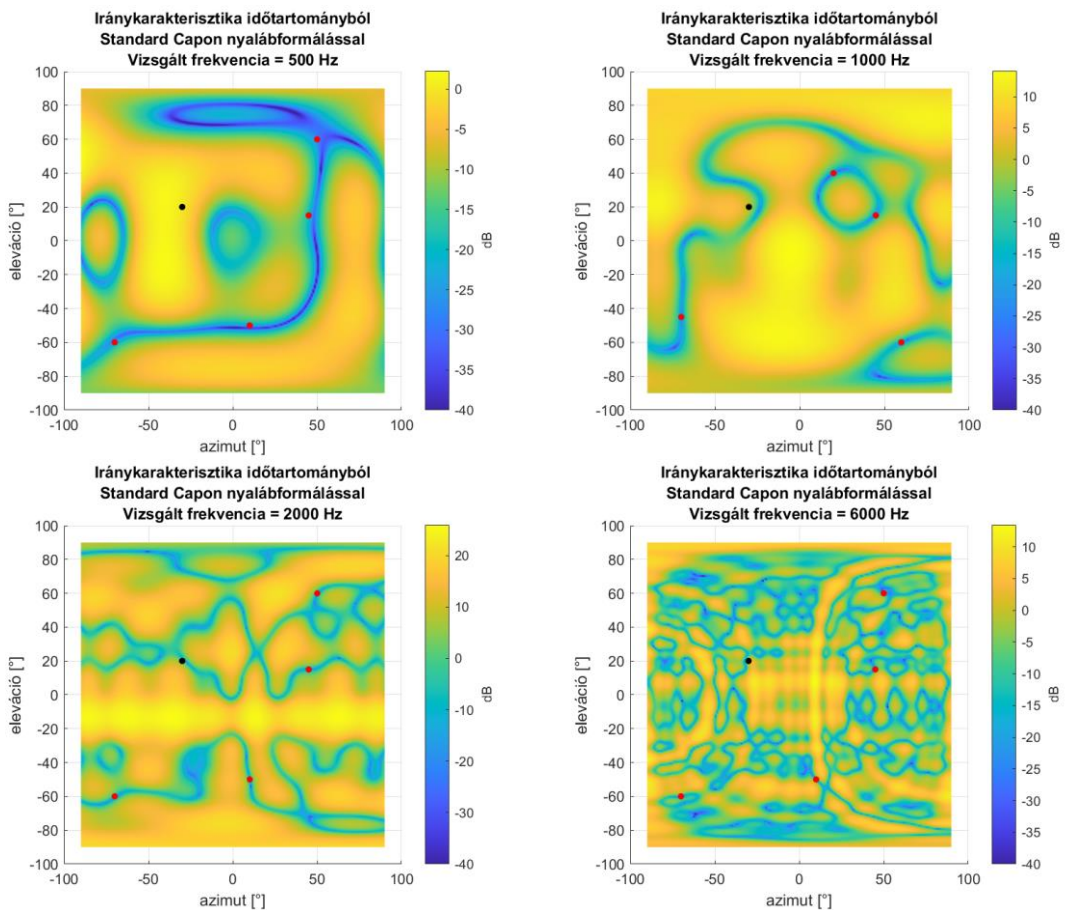 Iránykarakterisztika időtartományból
Standard Capon nyalábformálással
Vizsgált frekvencia = 500 Hz
100
80
60
40
20
0
-20
-40
-60
-80
-100
eleváció [°]
-100 -50 0 50 100
azimut [°]
0
-5
-10
-15
-20
-25
-30
-35
-40
dB
Iránykarakterisztika időtartományból
Standard Capon nyalábformálással
Vizsgált frekvencia = 1000 Hz
100
80
60
40
20
0
-20
-40
-60
-80
-100
eleváció [°]
-100 -50 0 50 100
azimut [°]
10
5
0
-5
-10
-15
-20
-25
-30
-35
-40
dB
Iránykarakterisztika időtartományból
Standard Capon nyalábformálással
Vizsgált frekvencia = 2000 Hz
100
80
60
40
20
0
-20
-40
-60
-80
-100
eleváció [°]
-100 -50 0 50 100
azimut [°]
20
10
0
-10
-20
-30
-40
dB
Iránykarakterisztika időtartományból
Standard Capon nyalábformálással
Vizsgált frekvencia = 6000 Hz
100
80
60
40
20
0
-20
-40
-60
-80
-100
eleváció [°]
-100 -50 0 50 100
azimut [°]
10
5
0
-5
-10
-15
-20
-25
-30
-35
-40
dB